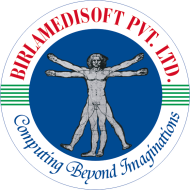 BIRLAMEDISOFT PVT. LTD.
Computing Beyond Imaginations